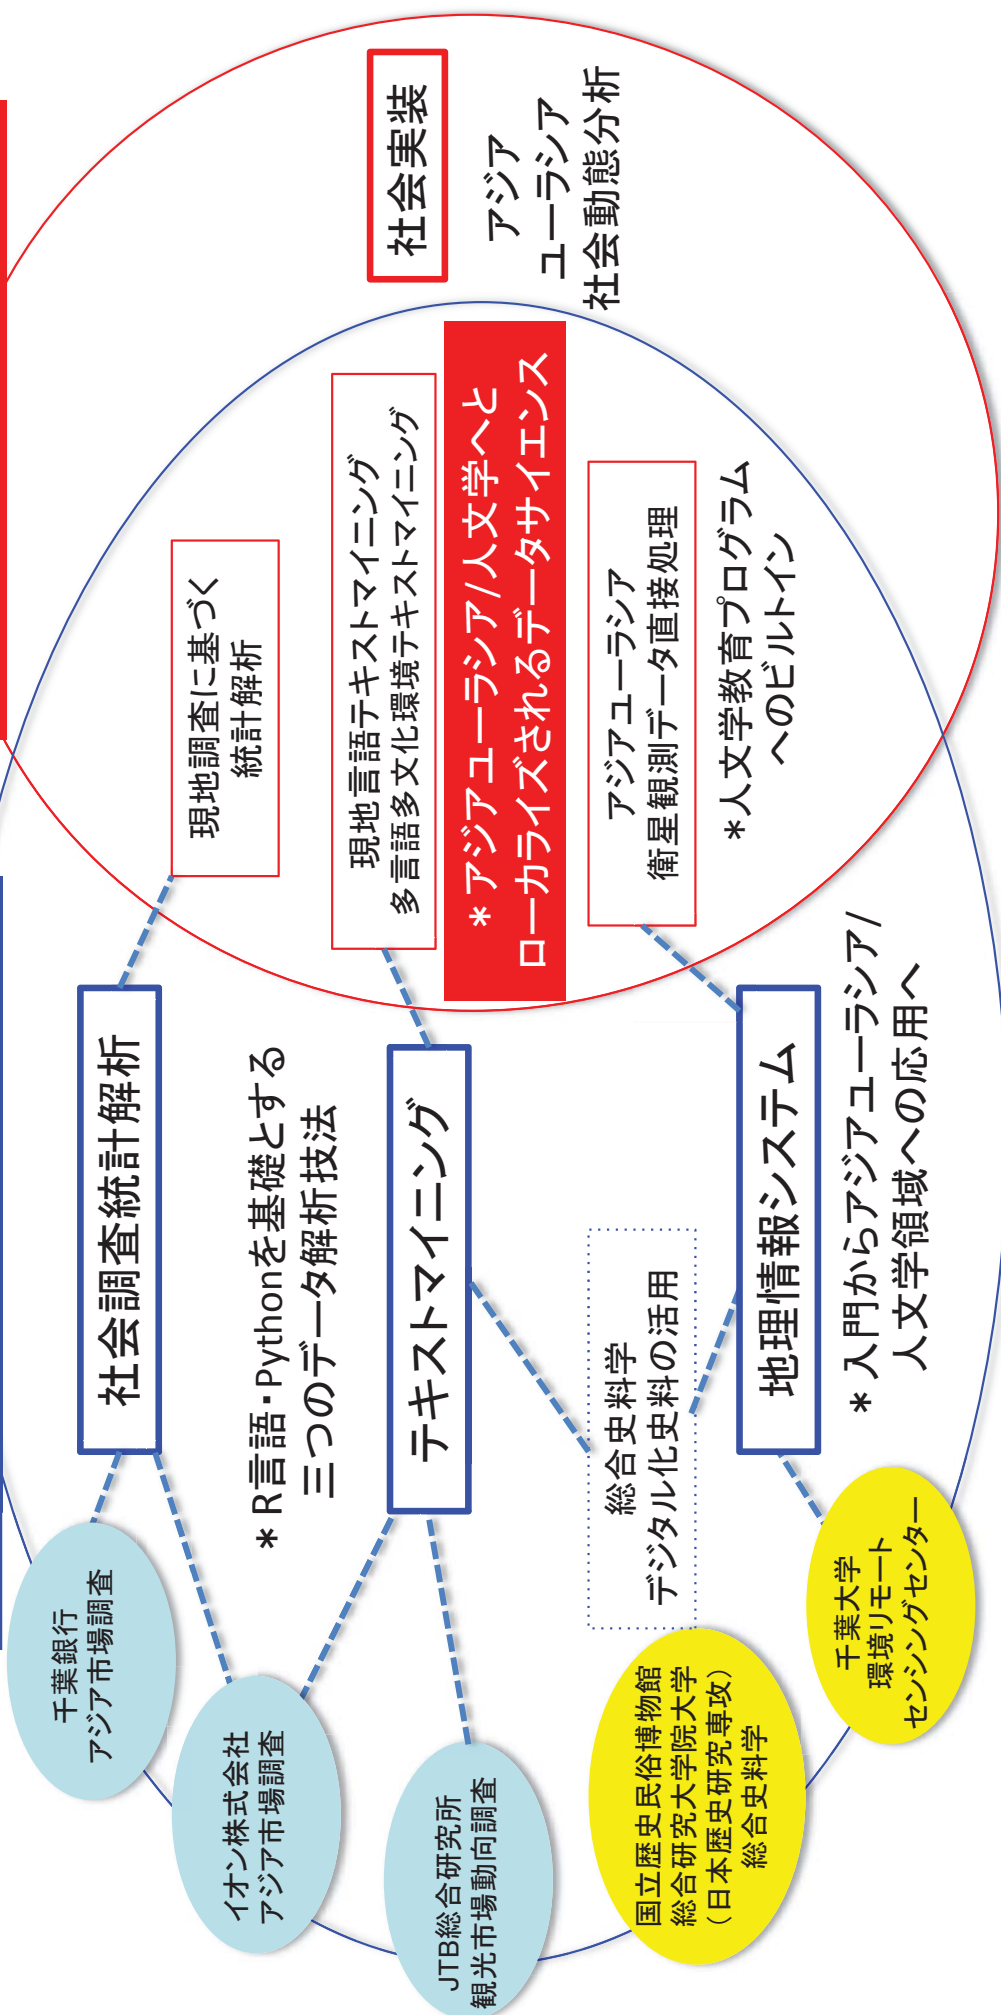 千葉銀行
アジア市場調査
イオン株式会社
アジア市場調査
JTB総合研究所
観光市場動向調査
国立歴史民俗博物館
総合研究大学院大学
（日本歴史研究専攻）
総合史料学
千葉大学
環境リモート
センシングセンター
社会調査統計解析
＊R言語・Pythonを基礎とする
三つのデータ解析技法
テキストマイニング
総合史料学
デジタル化史料の活用
地理情報システム
＊入門からアジアユーラシア/
人文学領域への応用へ
現地調査に基づく
統計解析
現地言語テキストマイニング
多言語多文化環境テキストマイニング
＊アジアユーラシア/人文学へと
ローカライズされるデータサイエンス
アジアユーラシア
衛星観測データ直接処理
＊人文学教育プログラム
へのビルトイン
社会実装
アジア
ユーラシア
社会動態分析